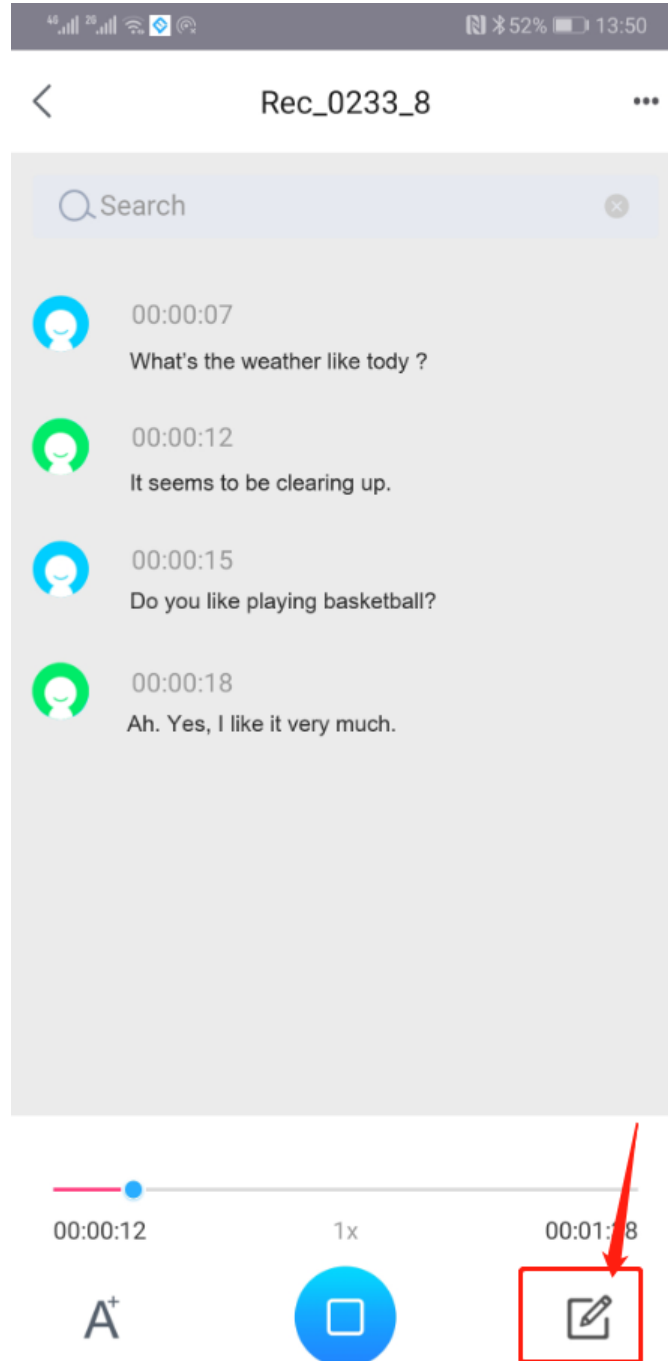 4G 2G 52% 13:50
Rec_0233_8
Search
00:00:07
What's the weather like tody ?
00:00:12
It seems to be clearing up.
00:00:15
Do you like playing basketball?
00:00:18
Ah. Yes, I like it very much.
00:00:12 1x
A+